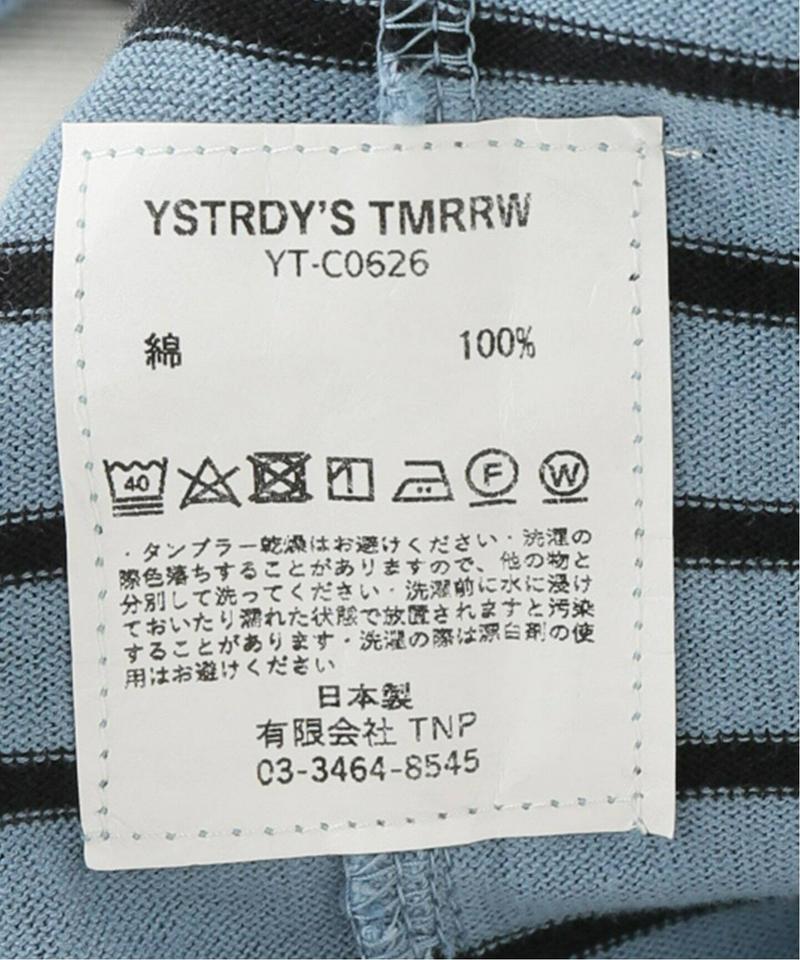 YSTRDY'S TMRRW
YT-C0626
綿 100%
40
F W
・タンブラー乾燥はお避けください・洗濯の
際色落ちすることがありますので、他の物と
分別して洗ってください・洗濯前に水に浸け
ておいたり濡れた状態で放置されますと汚染
することがあります・洗濯の際は漂白剤の使
用はお避けください
日本製
有限会社 TNP
03-3464-8545